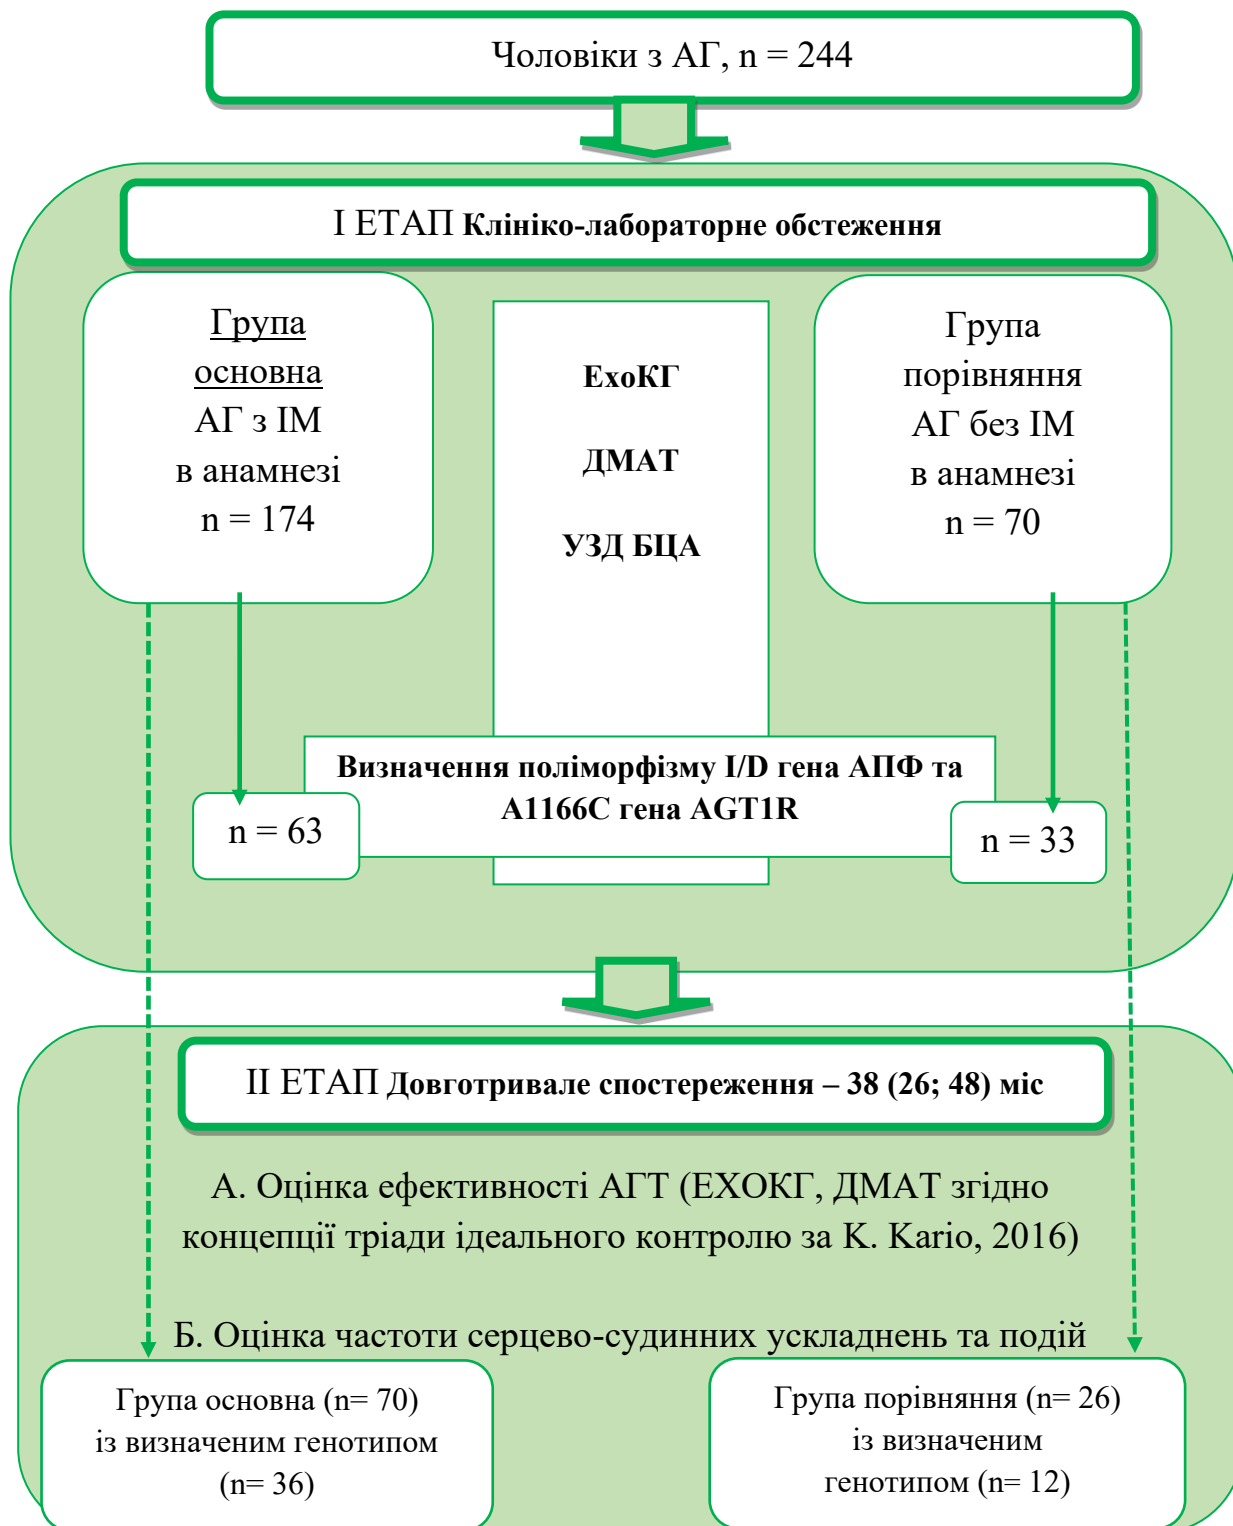 Чоловіки з АГ, n = 244
І ЕТАП Клініко-лабораторне обстеження
Група
основна
АГ з ІМ
в анамнезі
n = 174
ЕхоКГ
ДМАТ
УЗД БЦА
Група
порівняння
АГ без ІМ
в анамнезі
n = 70
Визначення поліморфізму I/D гена АПФ та
А1166С гена AGT1R
n = 63
n = 33
ІІ ЕТАП Довготривале спостереження – 38 (26; 48) міс
А. Оцінка ефективності АГТ (ЕХОКГ, ДМАТ згідно
концепції тріади ідеального контролю за K. Kario, 2016)
Б. Оцінка частоти серцево-судинних ускладнень та подій
Група основна (n= 70)
із визначеним генотипом
(n= 36)
Група порівняння (n= 26)
із визначеним
генотипом (n= 12)